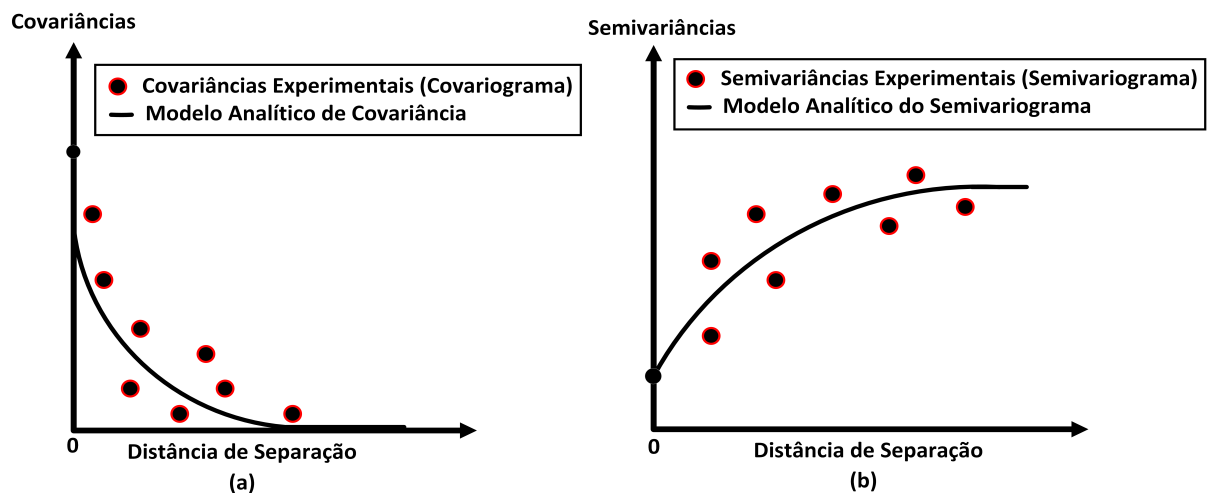 Covariâncias
Covariâncias Experimentais (Covariograma)
Modelo Analítico de Covariância
0
Distância de Separação
(a)
Semivariâncias
Semivariâncias Experimentais (Semivariograma)
Modelo Analítico do Semivariograma
0
Distância de Separação
(b)